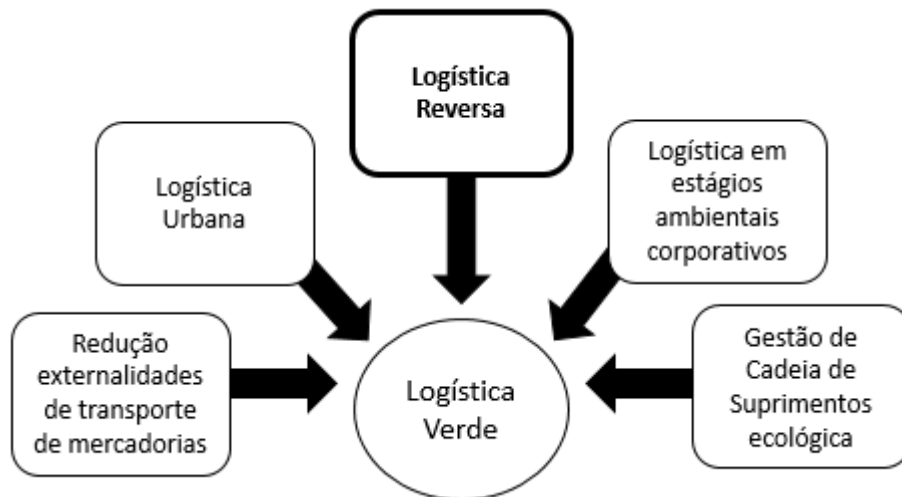 Logística
Reversa
Logística
Urbana
Logística em
estágios
ambientais
corporativos
Redução
externalidades
de transporte
de mercadorias
Logística
Verde
Gestão de
Cadeia de
Suprimentos
ecológica